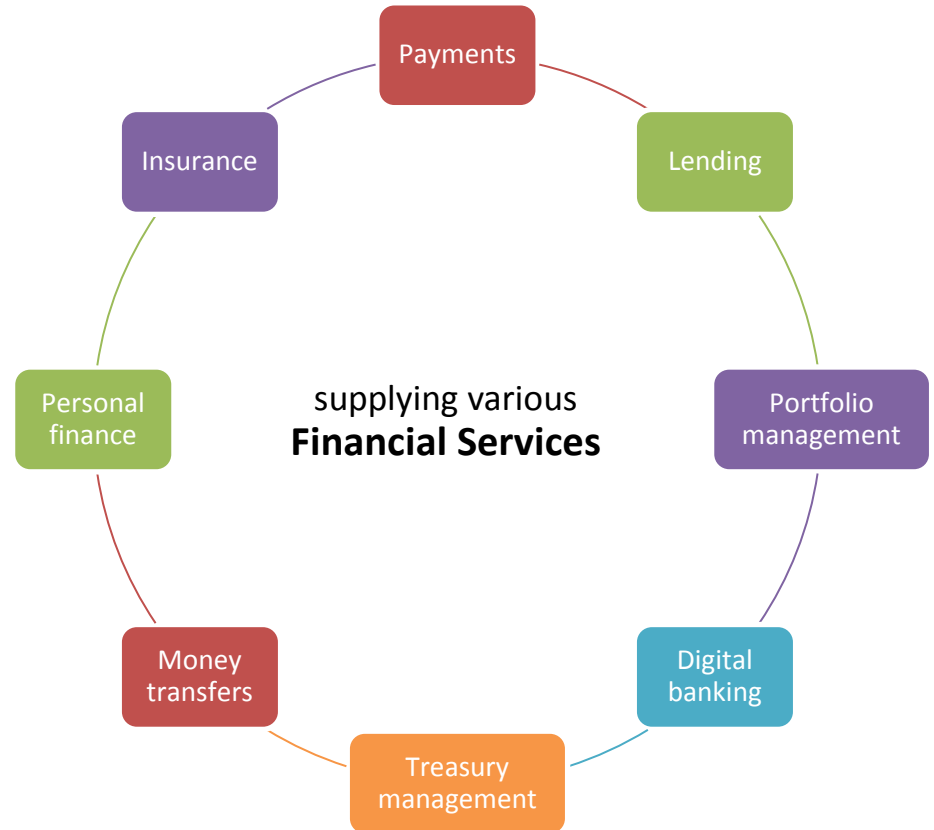 Payments
Insurance
Lending
Personal
finance
supplying various
Financial Services
Portfolio
management
Money
transfers
Digital
banking
Treasury
management